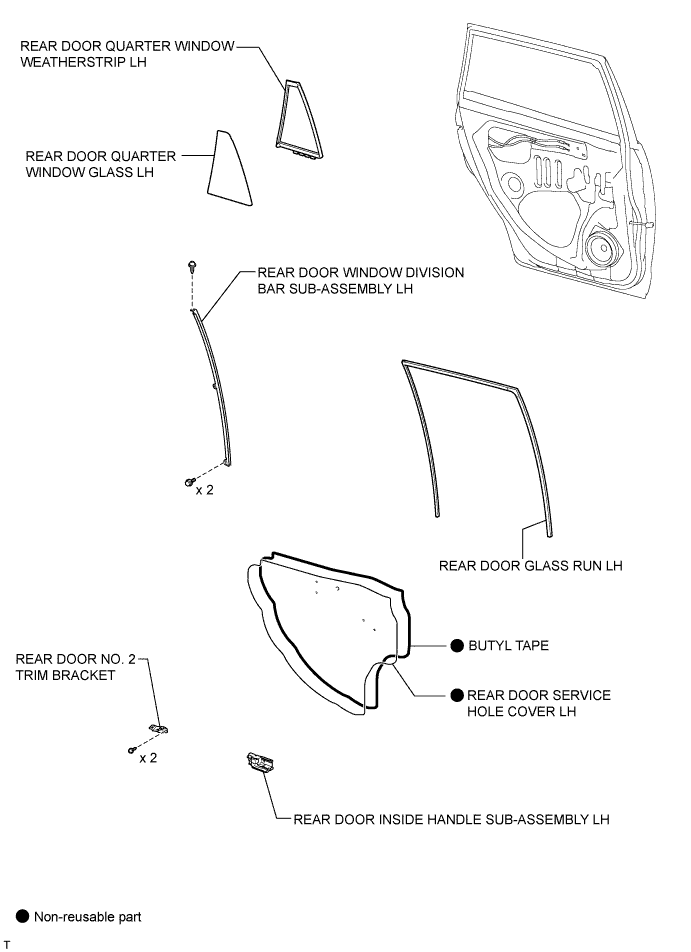 REAR DOOR QUARTER WINDOW
WEATHERSTRIP LH
REAR DOOR QUARTER
WINDOW GLASS LH
REAR DOOR WINDOW DIVISION
BAR SUB-ASSEMBLY LH
x 2
REAR DOOR GLASS RUN LH
● BUTYL TAPE
REAR DOOR NO. 2
TRIM BRACKET
● REAR DOOR SERVICE
HOLE COVER LH
x 2
REAR DOOR INSIDE HANDLE SUB-ASSEMBLY LH
● Non-reusable part
T